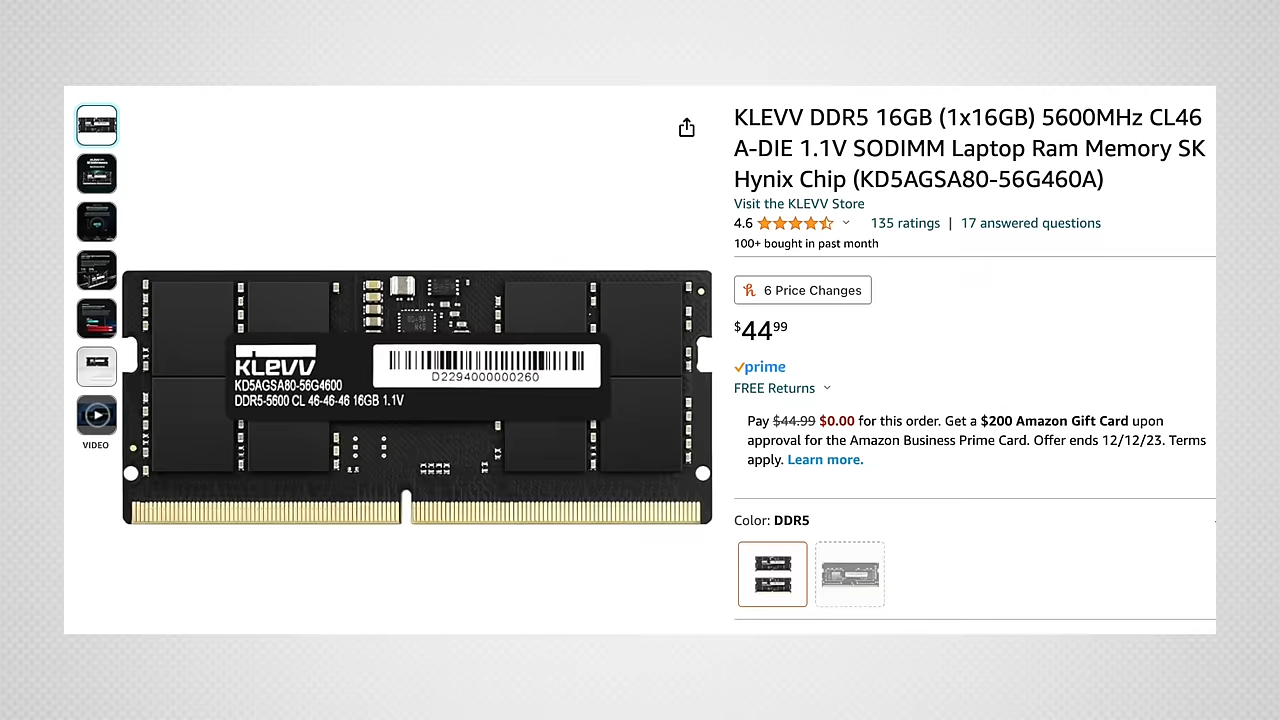 KLEVV DDR5 16GB (1x16GB) 5600MHz CL46
A-DIE 1.1V SODIMM Laptop Ram Memory SK
Hynix Chip (KD5AGSA80-56G460A)
Visit the KLEVV Store
4.6 135 ratings | 17 answered questions
100+ bought in past month
6 Price Changes
$44.99
prime
FREE Returns
Pay $44.99 $0.00 for this order. Get a $200 Amazon Gift Card upon
approval for the Amazon Business Prime Card. Offer ends 12/12/23. Terms
apply. Learn more.
Color: DDR5
KLEVV
KD5AGSA80-56G4600
DDR5-5600 CL 46-46-46 16GB 1.1V
D2294000000260
VIDEO